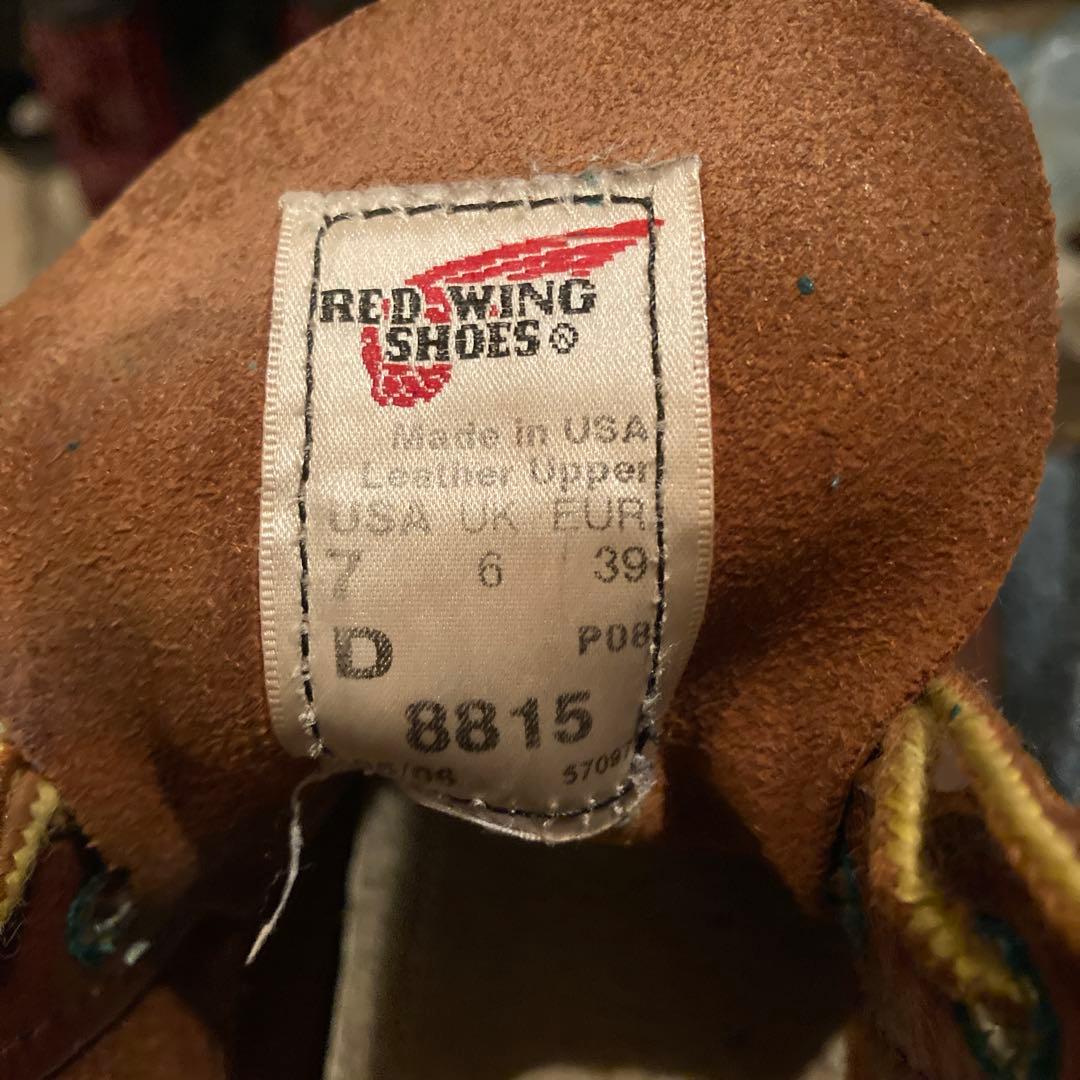 RED WING
SHOES®
Made in USA
Leather Upper
USA UK EUR
7 6 39
D P08
8815